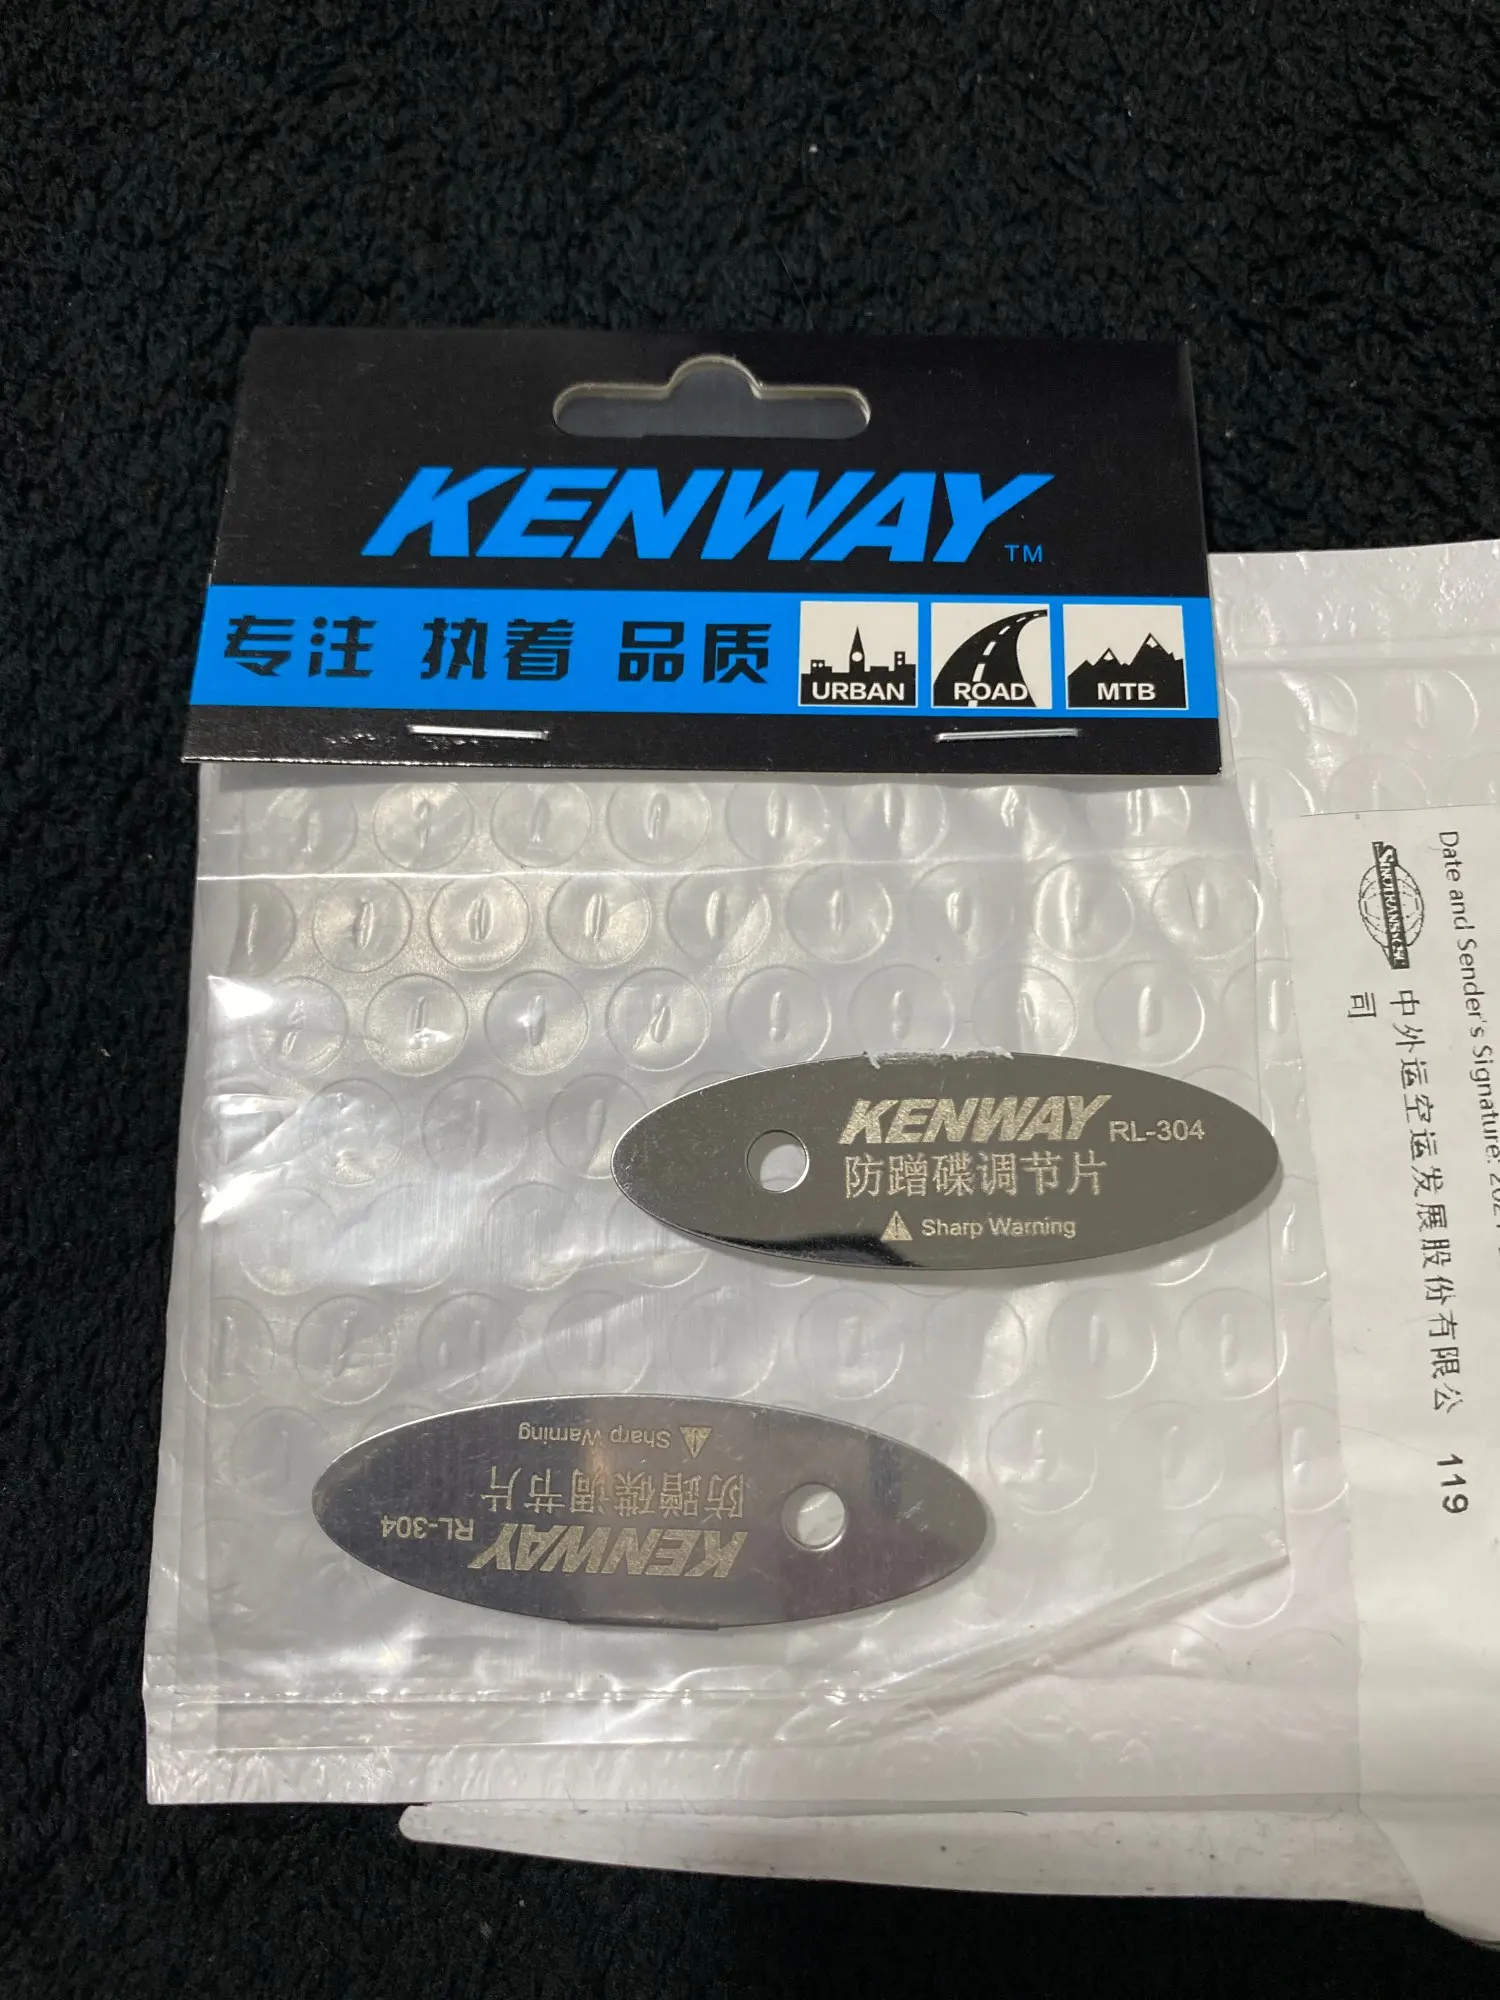 KENWAY TM
专注 执着 品质
URBAN ROAD MTB
KENWAY RL-304
防蹭碟调节片
Sharp Warning
KENWAY RL-304
防蹭碟调节片
Sharp Warning
Date and Sender's Signature:
SINOTRANS
中外运空运发展股份有限公
司
119